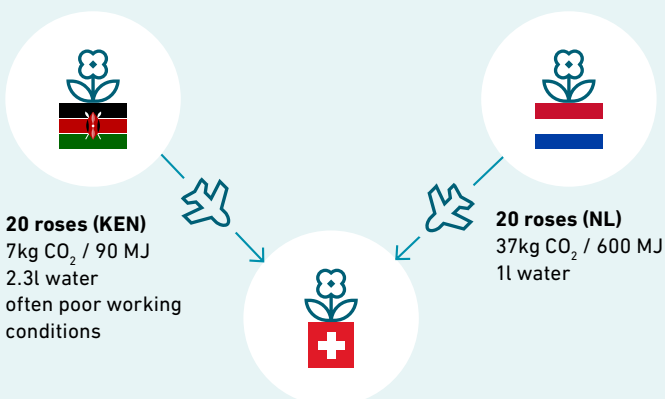 20 roses (KEN)
7kg CO₂ / 90 MJ
2.3l water
often poor working
conditions
20 roses (NL)
37kg CO₂ / 600 MJ
1l water